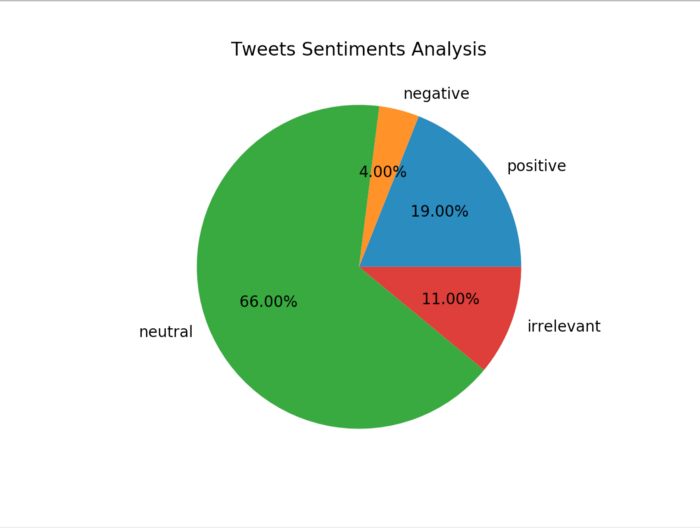 Tweets Sentiments Analysis
negative
4.00%
positive
19.00%
66.00%
11.00%
neutral
irrelevant